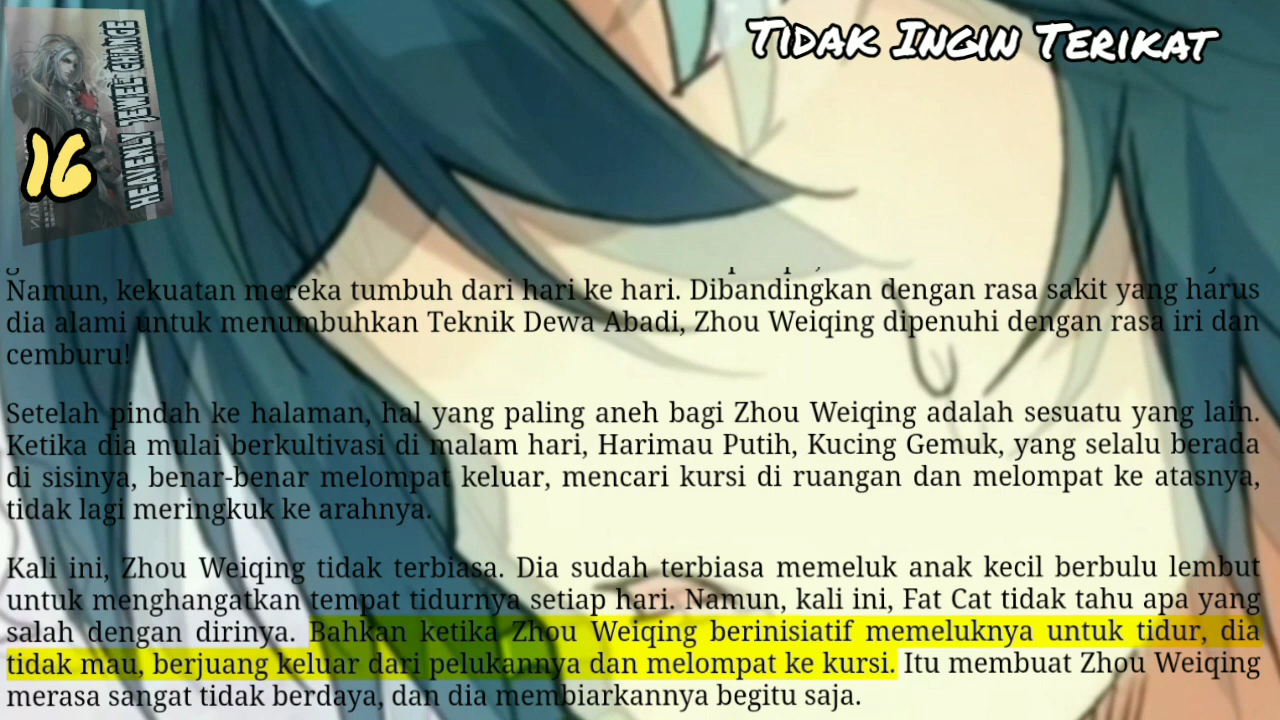 Tidak Ingin Terikat
HEAVENLY JEWEL CHANGE
16
Namun, kekuatan mereka tumbuh dari hari ke hari. Dibandingkan dengan rasa sakit yang harus
dia alami untuk menumbuhkan Teknik Dewa Abadi, Zhou Weiqing dipenuhi dengan rasa iri dan
cemburu!
Setelah pindah ke halaman, hal yang paling aneh bagi Zhou Weiqing adalah sesuatu yang lain.
Ketika dia mulai berkultivasi di malam hari, Harimau Putih, Kucing Gemuk, yang selalu berada
di sisinya, benar-benar melompat keluar, mencari kursi di ruangan dan melompat ke atasnya,
tidak lagi meringkuk ke arahnya.
Kali ini, Zhou Weiqing tidak terbiasa. Dia sudah terbiasa memeluk anak kecil berbulu lembut
untuk menghangatkan tempat tidurnya setiap hari. Namun, kali ini, Fat Cat tidak tahu apa yang
salah dengan dirinya. Bahkan ketika Zhou Weiqing berinisiatif memeluknya untuk tidur, dia
tidak mau, berjuang keluar dari pelukannya dan melompat ke kursi. Itu membuat Zhou Weiqing
merasa sangat tidak berdaya, dan dia membiarkannya begitu saja.